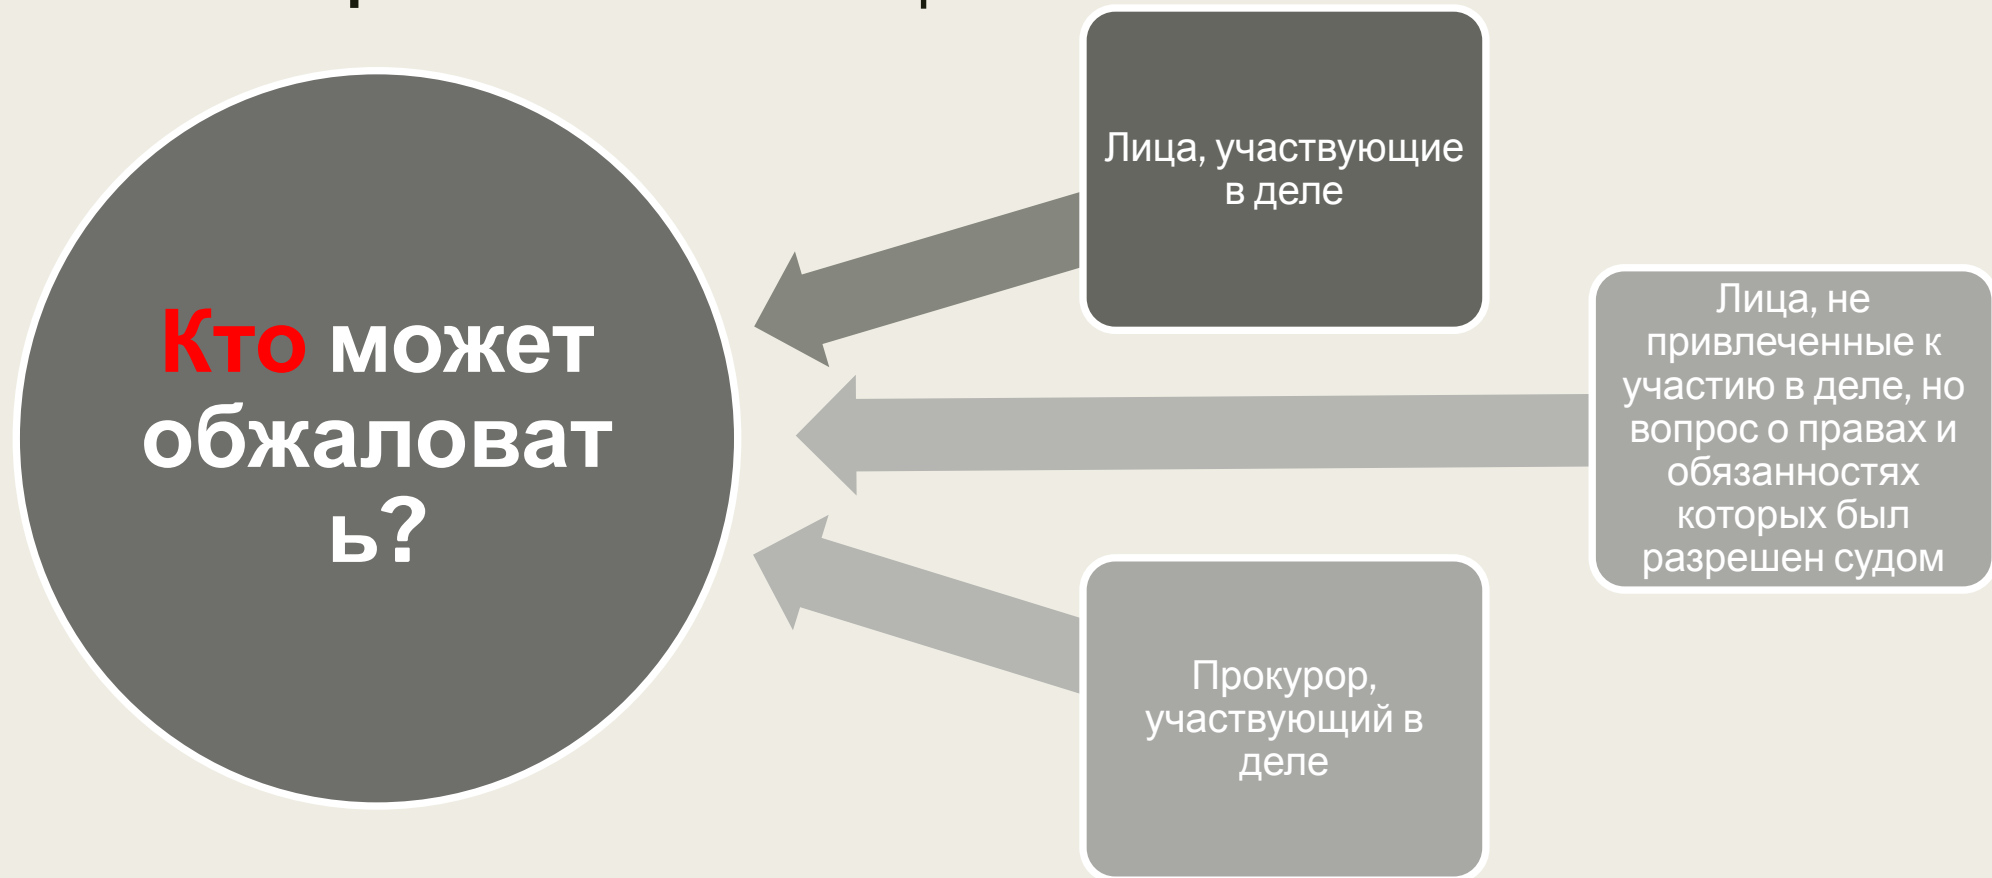 Кто может
обжаловат
ь?
Лица, участвующие
в деле
Лица, не
привлеченные к
участию в деле, но
вопрос о правах и
обязанностях
которых был
разрешен судом
Прокурор,
участвующий в
деле